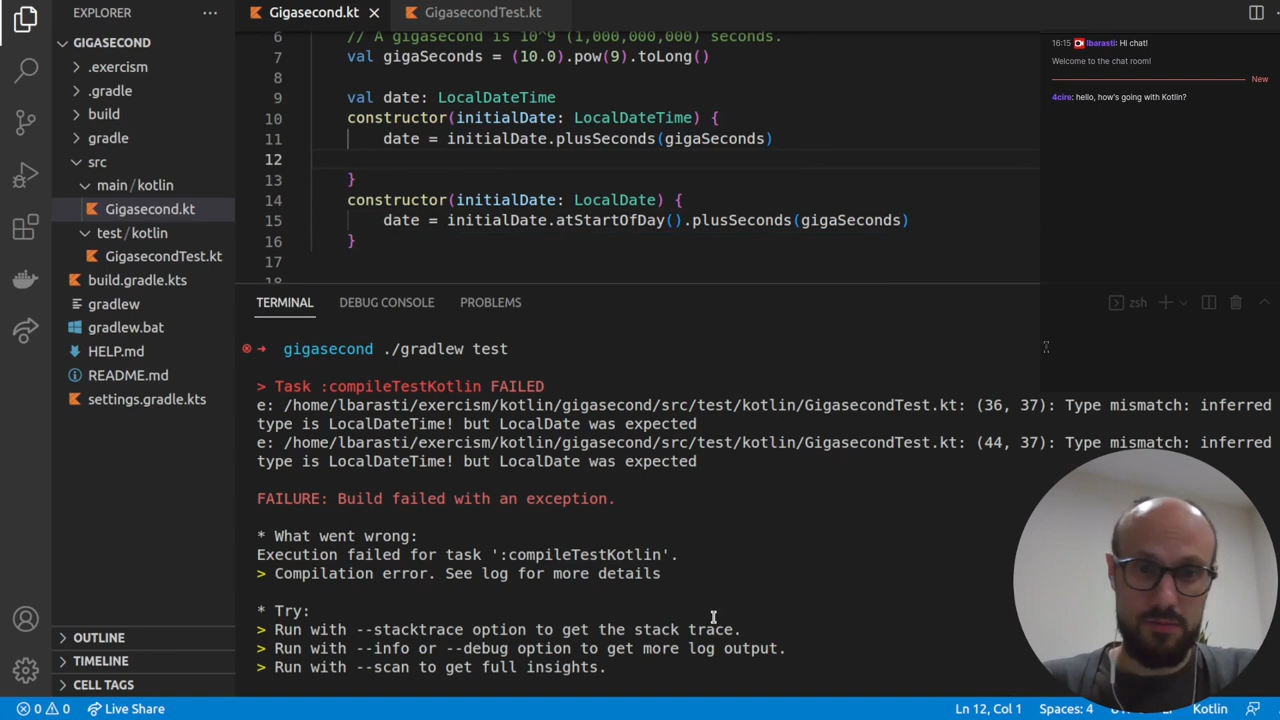 EXPLORER
GIGASECOND
.exercism
.gradle
build
gradle
src
main/kotlin
Gigasecond.kt
test/kotlin
GigasecondTest.kt
build.gradle.kts
gradlew
gradlew.bat
HELP.md
README.md
settings.gradle.kts
OUTLINE
TIMELINE
CELL TAGS
Gigasecond.kt
GigasecondTest.kt
6 // A gigasecond is 10^9 (1,000,000,000) seconds.
7 val gigaSeconds = (10.0).pow(9).toLong()
8
9 val date: LocalDateTime
10 constructor(initialDate: LocalDateTime) {
11 date = initialDate.plusSeconds(gigaSeconds)
12
13 }
14 constructor(initialDate: LocalDate) {
15 date = initialDate.atStartOfDay().plusSeconds(gigaSeconds)
16 }
17
18
16:15 lbarasti: Hi chat!
Welcome to the chat room!
New
4cire: hello, how's going with Kotlin?
TERMINAL DEBUG CONSOLE PROBLEMS
zsh
gigasecond ./gradlew test
> Task :compileTestKotlin FAILED
e: /home/lbarasti/exercism/kotlin/gigasecond/src/test/kotlin/GigasecondTest.kt: (36, 37): Type mismatch: inferred
type is LocalDateTime! but LocalDate was expected
e: /home/lbarasti/exercism/kotlin/gigasecond/src/test/kotlin/GigasecondTest.kt: (44, 37): Type mismatch: inferred
type is LocalDateTime! but LocalDate was expected
FAILURE: Build failed with an exception.
* What went wrong:
Execution failed for task ':compileTestKotlin'.
> Compilation error. See log for more details
* Try:
> Run with --stacktrace option to get the stack trace.
> Run with --info or --debug option to get more log output.
> Run with --scan to get full insights.
0 0 Live Share
Ln 12, Col 1 Spaces: 4 Kotlin